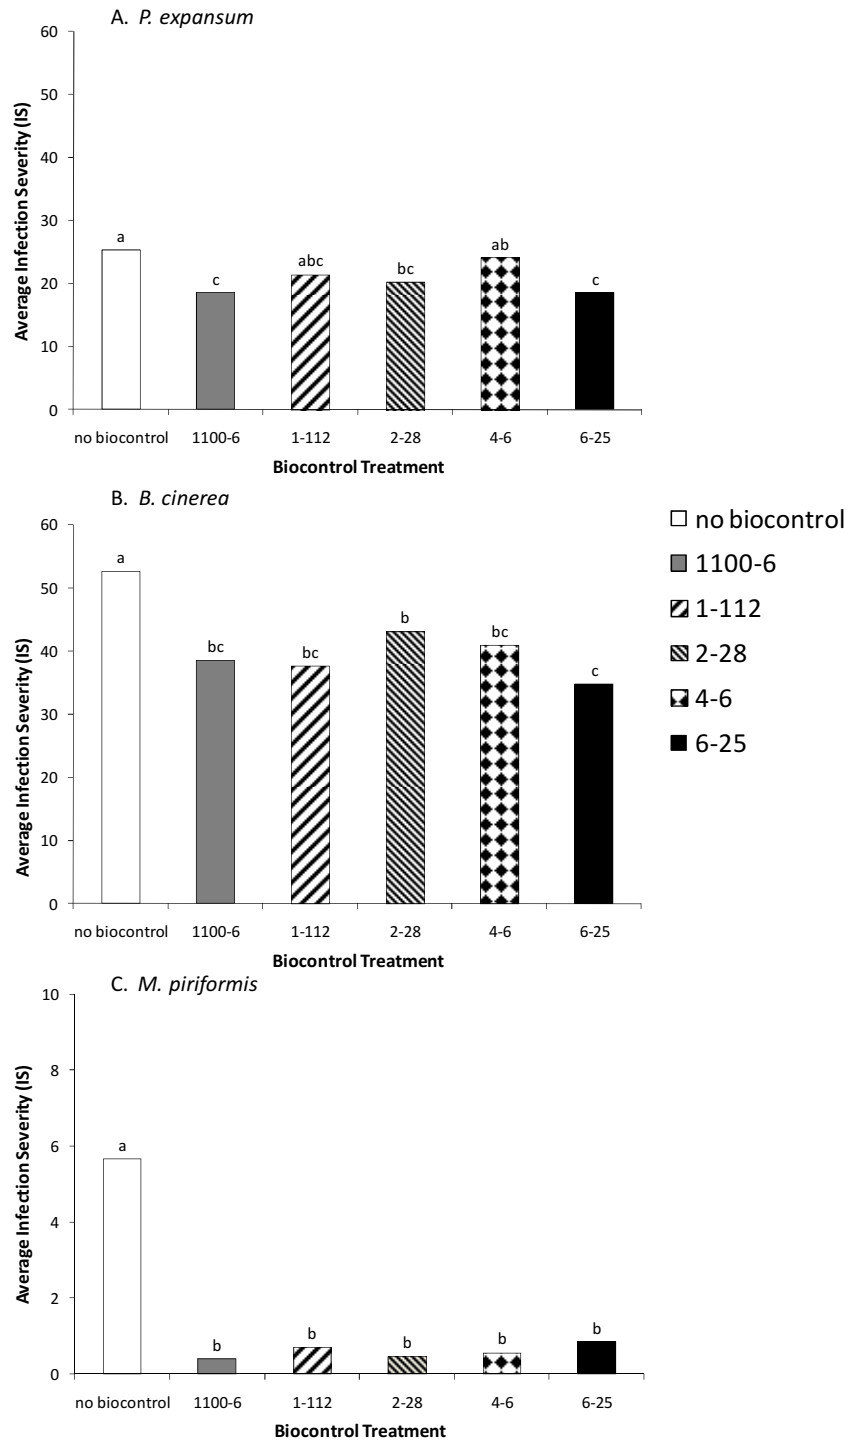 A. P. expansum
60
50
40
30
20
10
0
Average Infection Severity (IS)
a
c
abc
bc
ab
c
no biocontrol 1100-6 1-112 2-28 4-6 6-25
Biocontrol Treatment
B. B. cinerea
60
50
40
30
20
10
0
Average Infection Severity (IS)
a
bc
bc
b
bc
c
no biocontrol 1100-6 1-112 2-28 4-6 6-25
Biocontrol Treatment
no biocontrol
1100-6
1-112
2-28
4-6
6-25
C. M. piriformis
10
8
6
4
2
0
Average Infection Severity (IS)
a
b
b
b
b
b
no biocontrol 1100-6 1-112 2-28 4-6 6-25
Biocontrol Treatment